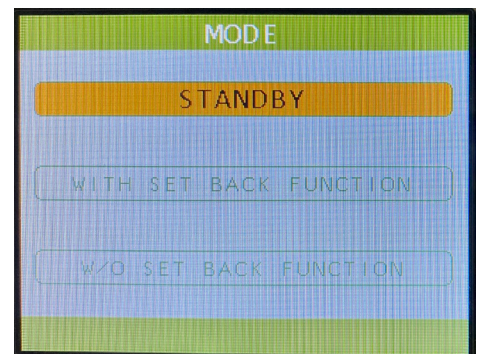 MODE
STANDBY
WITH SET BACK FUNCTION
W/O SET BACK FUNCTION